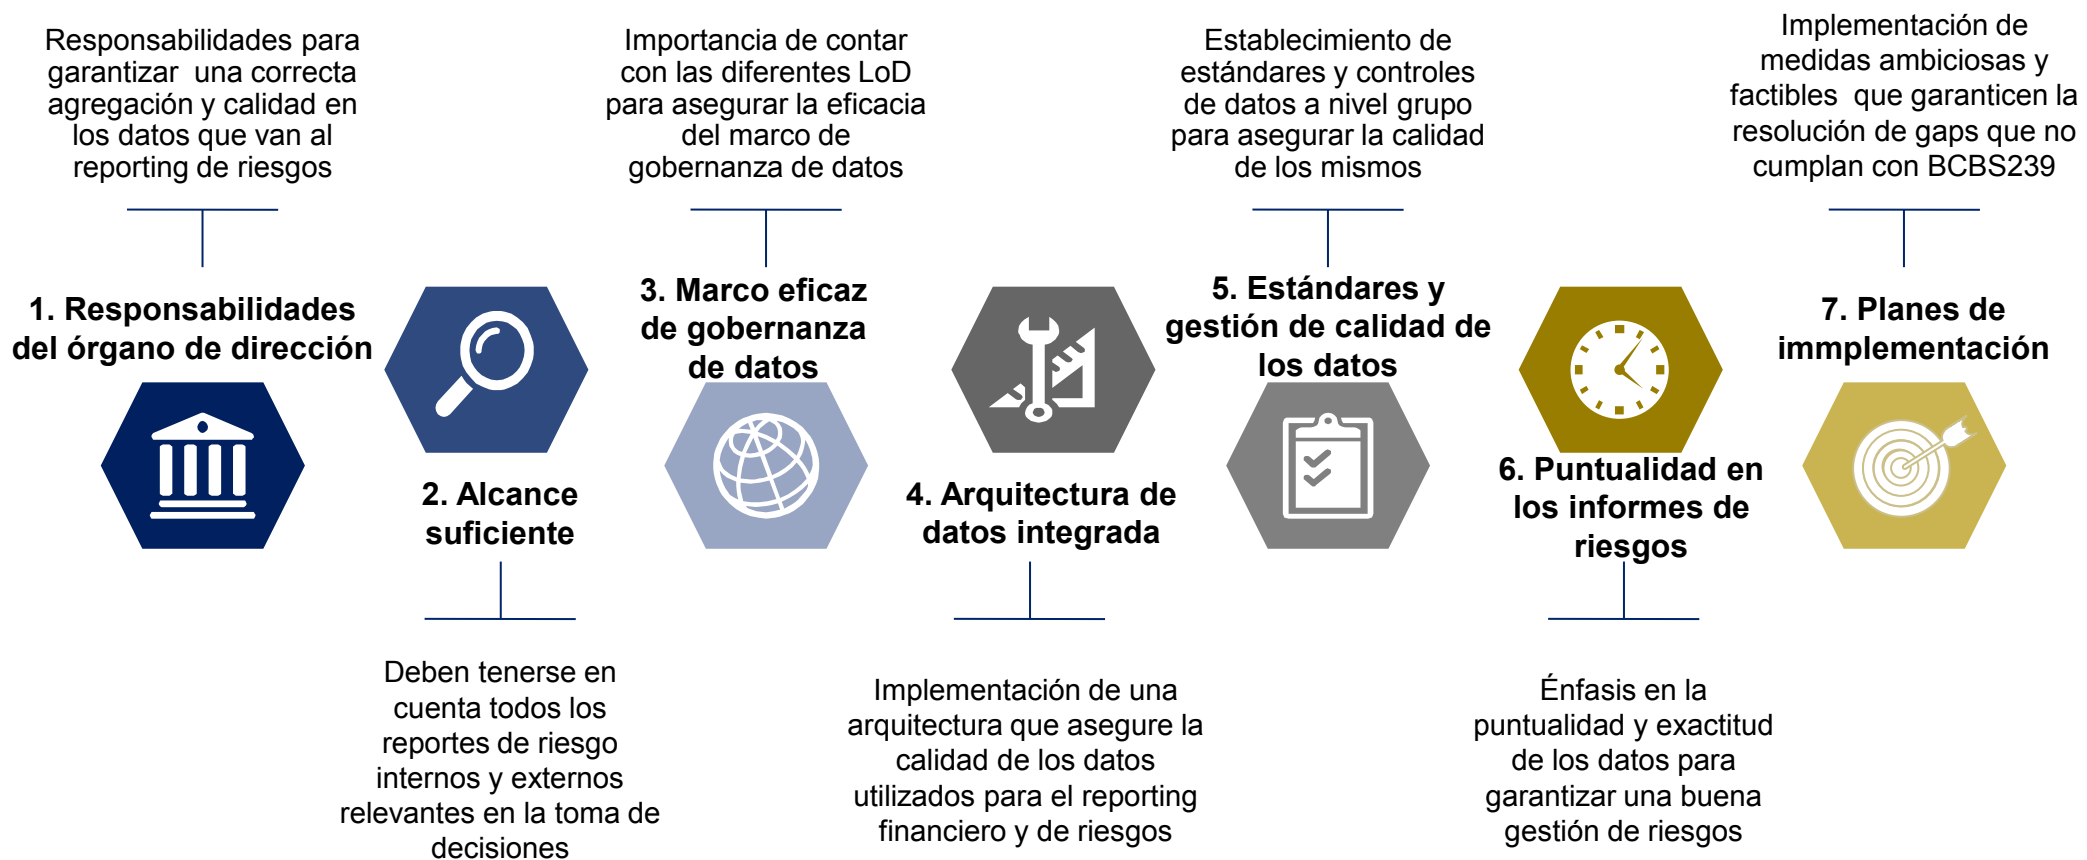 Responsabilidades para
garantizar una correcta
agregación y calidad en
los datos que van al
reporting de riesgos
1. Responsabilidades
del órgano de dirección
2. Alcance
suficiente
Deben tenerse en
cuenta todos los
reportes de riesgo
internos y externos
relevantes en la toma de
decisiones
Importancia de contar
con las diferentes LoD
para asegurar la eficacia
del marco de
gobernanza de datos
3. Marco eficaz
de gobernanza
de datos
4. Arquitectura de
datos integrada
Implementación de una
arquitectura que asegure la
calidad de los datos
utilizados para el reporting
financiero y de riesgos
Establecimiento de
estándares y controles
de datos a nivel grupo
para asegurar la calidad
de los mismos
5. Estándares y
gestión de calidad de
los datos
6. Puntualidad en
los informes de
riesgos
Énfasis en la
puntualidad y exactitud
de los datos para
garantizar una buena
gestión de riesgos
Implementación de
medidas ambiciosas y
factibles que garanticen la
resolución de gaps que no
cumplan con BCBS239
7. Planes de
immplementación